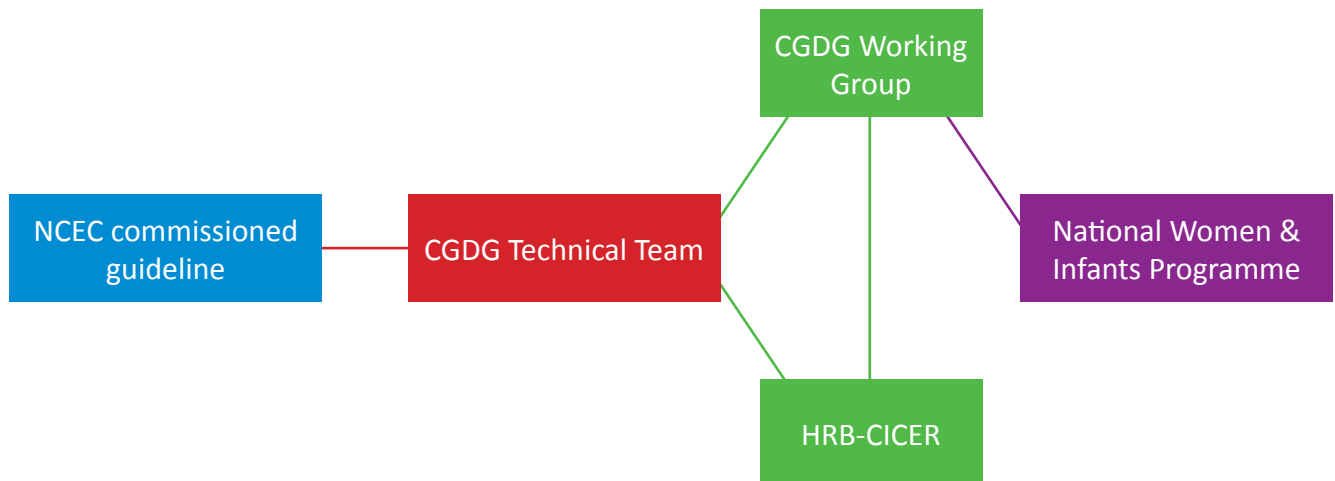 CGDG Working
Group
NCEC commissioned
guideline
CGDG Technical Team
National Women &
Infants Programme
HRB-CICER